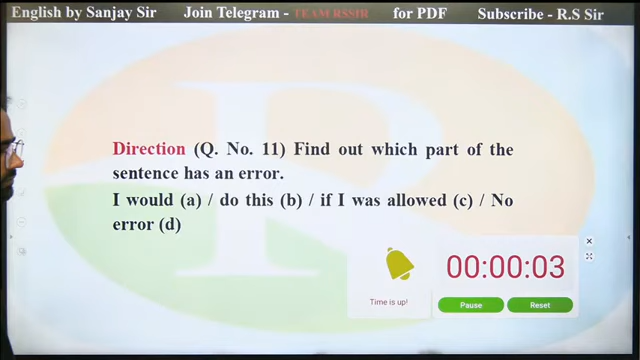 English by Sanjay Sir Join Telegram - TEAM RSSIR for PDF Subscribe - R.S Sir
Direction (Q. No. 11) Find out which part of the
sentence has an error.
I would (a) / do this (b) / if I was allowed (c) / No
error (d)
00:00:03
Time is up!
Pause Reset